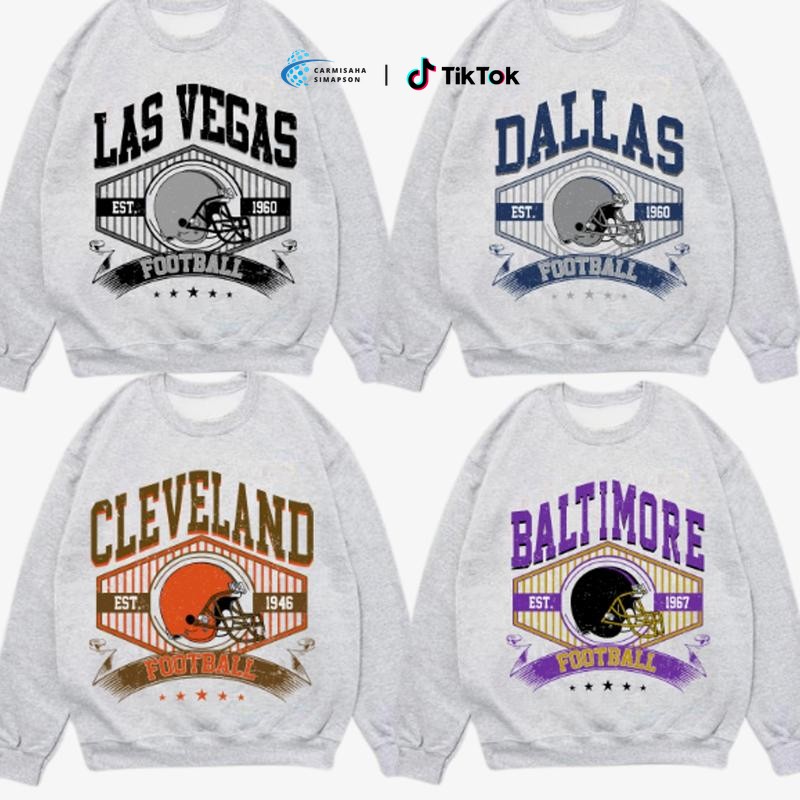 CARMISAHA
SIMAPSON
| TikTok
LAS VEGAS
EST. 1960
FOOTBALL
DALLAS
EST. 1960
FOOTBALL
CLEVELAND
EST. 1946
FOOTBALL
BALTIMORE
EST. 1967
FOOTBALL